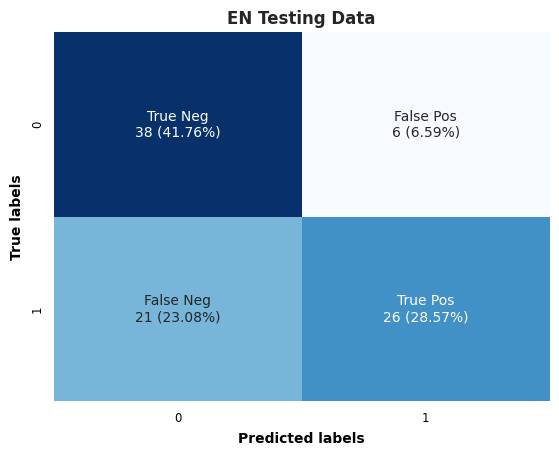 EN Testing Data
True labels
0
True Neg
38 (41.76%)
False Pos
6 (6.59%)
1
False Neg
21 (23.08%)
True Pos
26 (28.57%)
0
1
Predicted labels